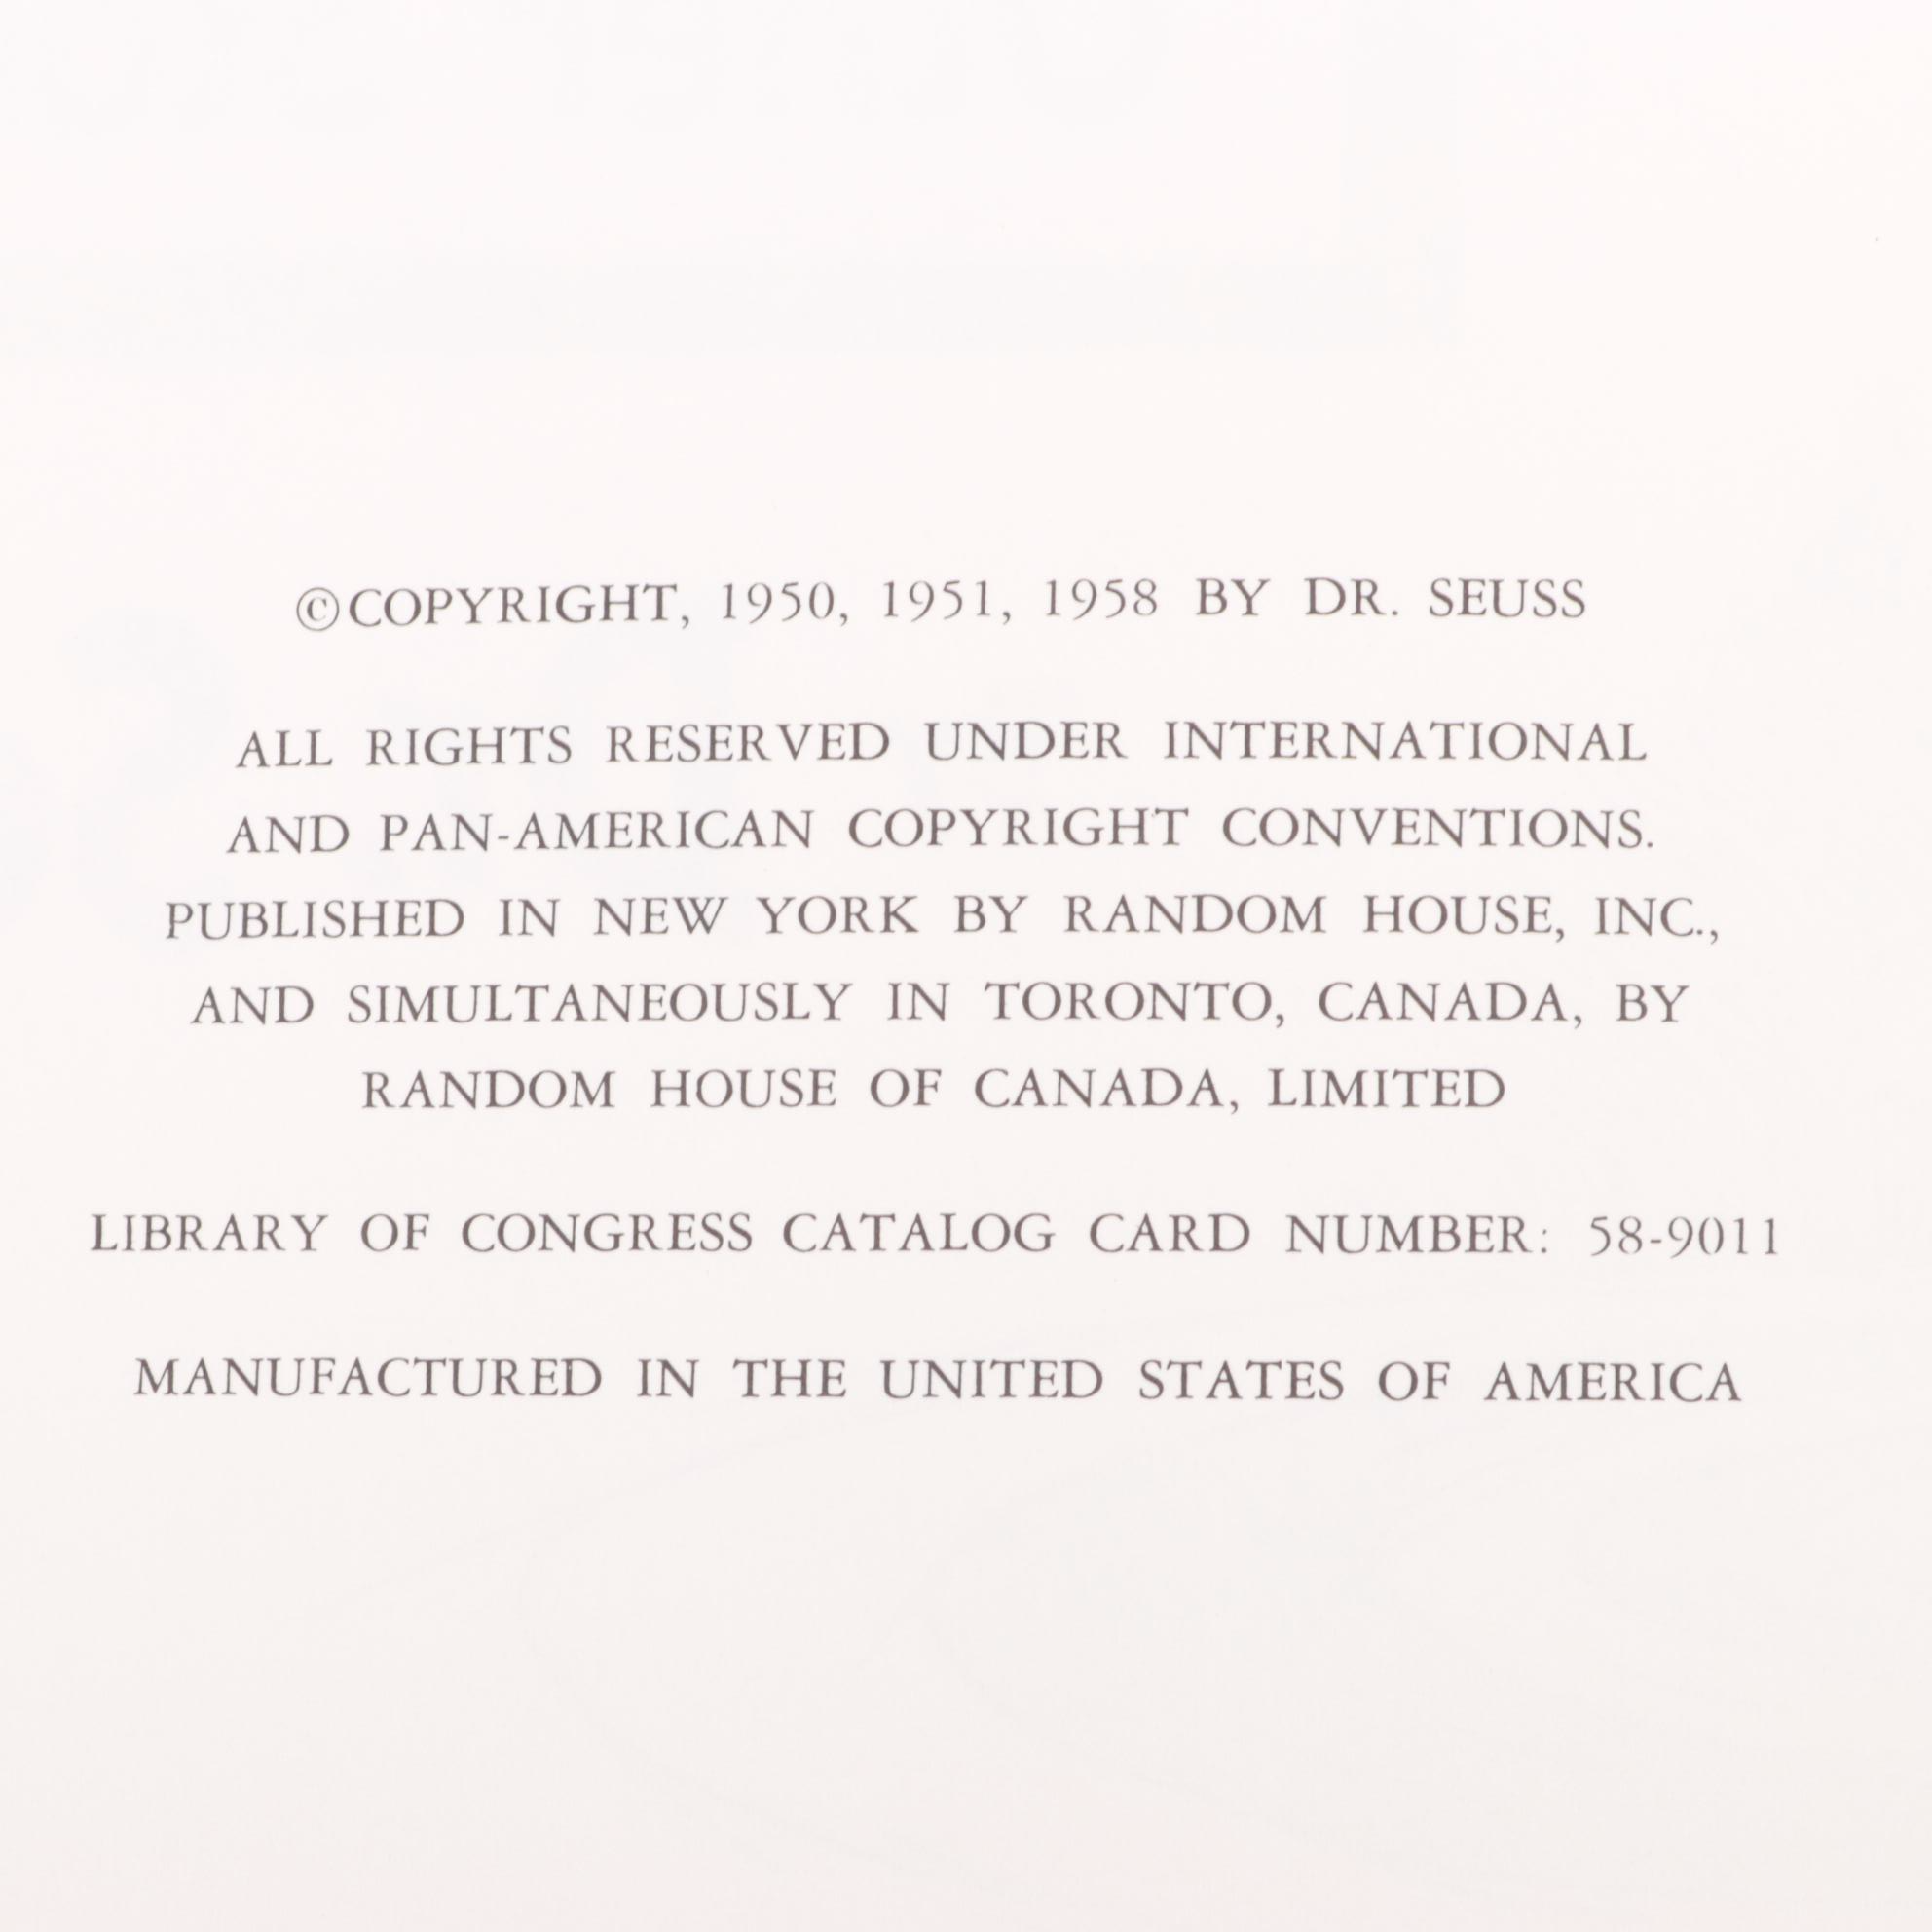 ©COPYRIGHT, 1950, 1951, 1958 BY DR. SEUSS
ALL RIGHTS RESERVED UNDER INTERNATIONAL
AND PAN-AMERICAN COPYRIGHT CONVENTIONS.
PUBLISHED IN NEW YORK BY RANDOM HOUSE, INC.,
AND SIMULTANEOUSLY IN TORONTO, CANADA, BY
RANDOM HOUSE OF CANADA, LIMITED
LIBRARY OF CONGRESS CATALOG CARD NUMBER: 58-9011
MANUFACTURED IN THE UNITED STATES OF AMERICA